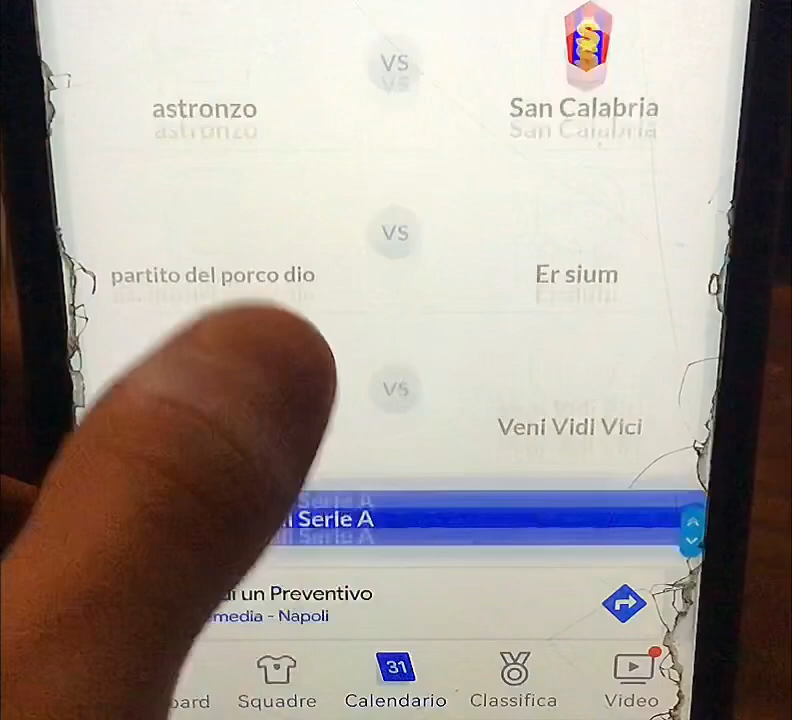 VS
astronzo
San Calabria
VS
partito del porco dio
Er sium
VS
Veni Vidi Vici
Serie A
di un Preventivo
media - Napoli
31
Squadre
Calendario
Classifica
Video